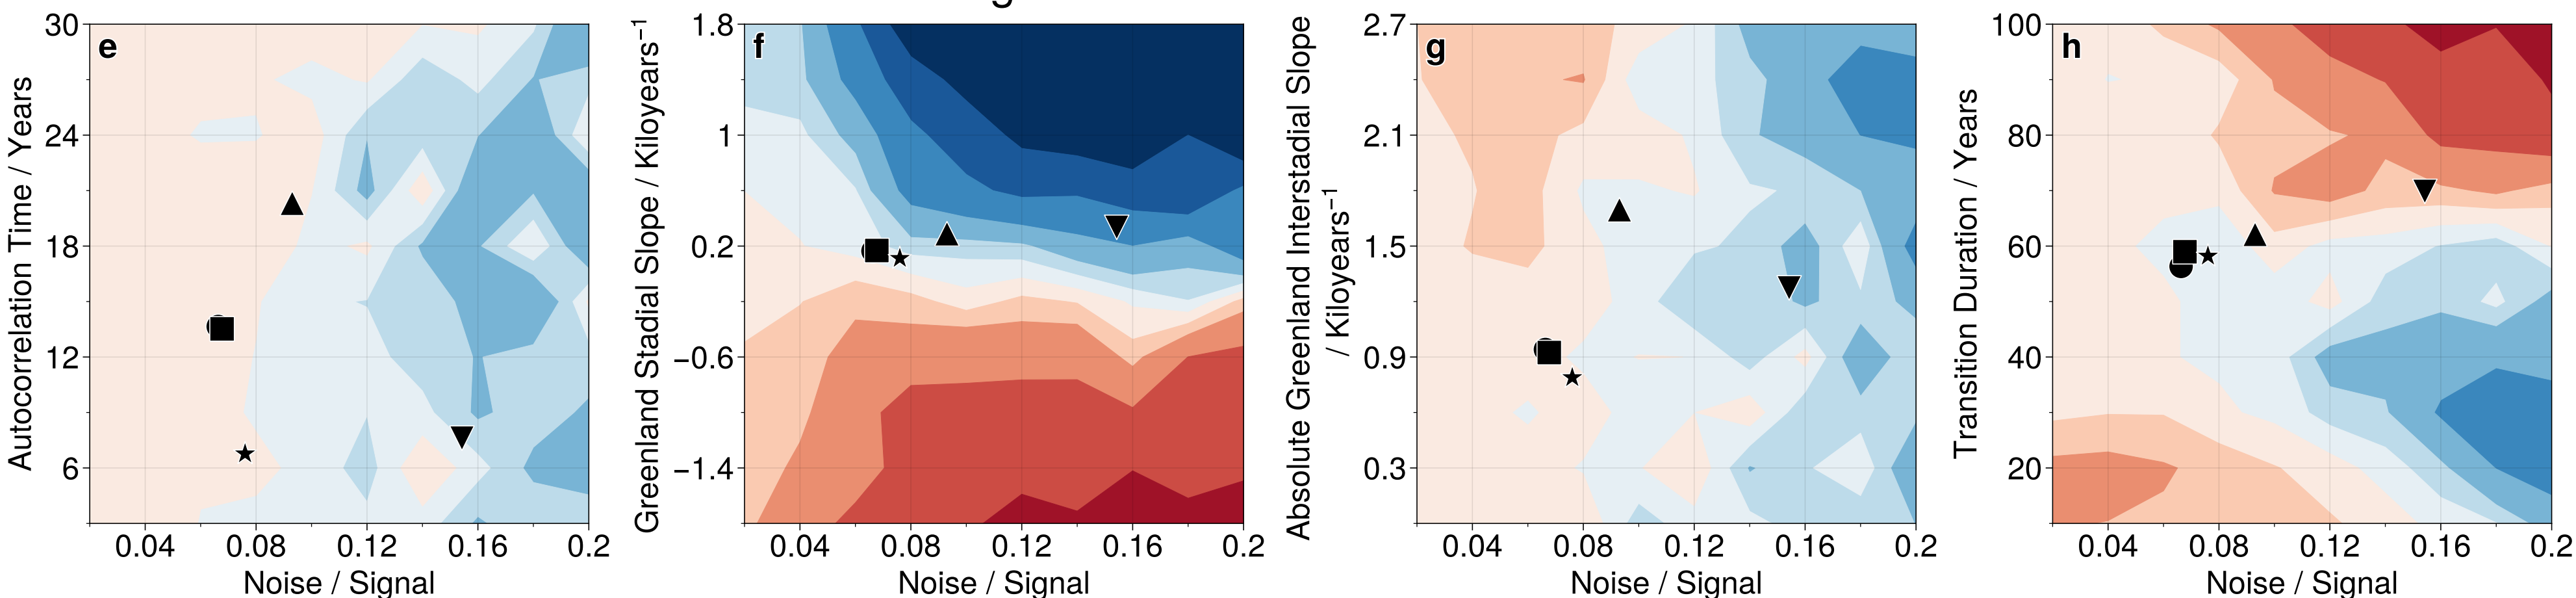 e
30
24
18
12
6
Autocorrelation Time / Years
0.04 0.08 0.12 0.16 0.2
Noise / Signal
f
1.8
1
0.2
−0.6
−1.4
Greenland Stadial Slope / Kiloyears⁻¹
0.04 0.08 0.12 0.16 0.2
Noise / Signal
g
2.7
2.1
1.5
0.9
0.3
Absolute Greenland Interstadial Slope
/ Kiloyears⁻¹
0.04 0.08 0.12 0.16 0.2
Noise / Signal
h
100
80
60
40
20
Transition Duration / Years
0.04 0.08 0.12 0.16 0.2
Noise / Signal